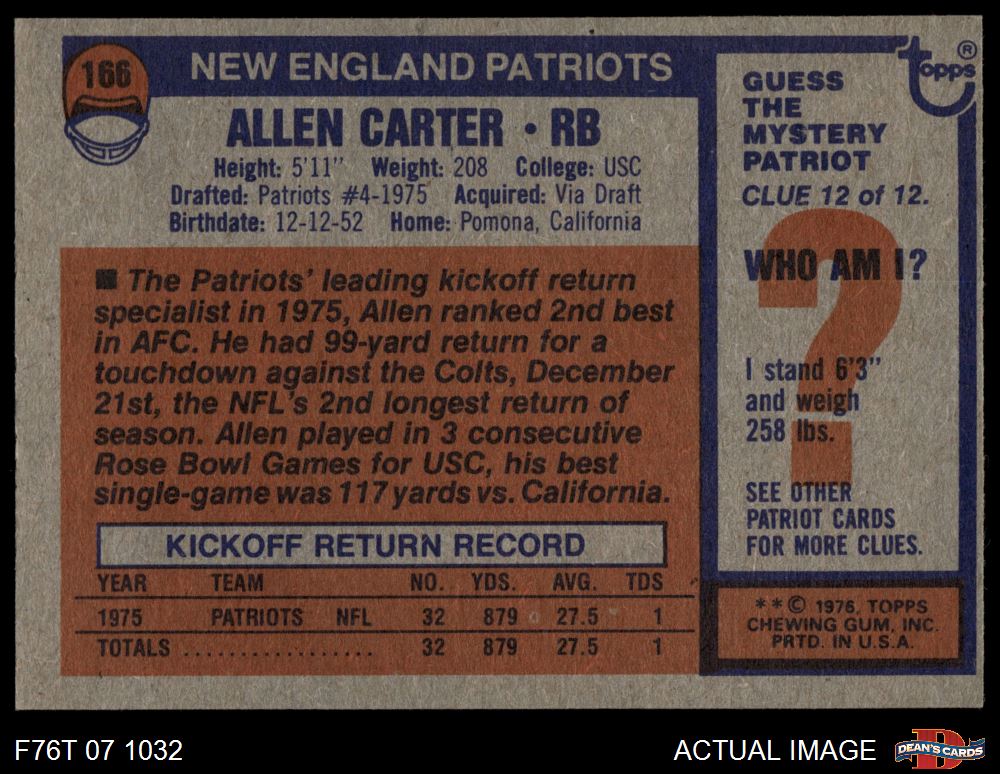 166
NEW ENGLAND PATRIOTS
ALLEN CARTER • RB
Height: 5'11" Weight: 208 College: USC
Drafted: Patriots #4-1975 Acquired: Via Draft
Birthdate: 12-12-52 Home: Pomona, California
■ The Patriots' leading kickoff return
specialist in 1975, Allen ranked 2nd best
in AFC. He had 99-yard return for a
touchdown against the Colts, December
21st, the NFL's 2nd longest return of
season. Allen played in 3 consecutive
Rose Bowl Games for USC, his best
single-game was 117 yards vs. California.
KICKOFF RETURN RECORD
YEAR TEAM NO. YDS. AVG. TDS
1975 PATRIOTS NFL 32 879 27.5 1
TOTALS ................. 32 879 27.5 1
topps ®
GUESS
THE
MYSTERY
PATRIOT
CLUE 12 of 12.
WHO AM I?
?
I stand 6'3"
and weigh
258 lbs.
SEE OTHER
PATRIOT CARDS
FOR MORE CLUES.
* * © 1976, TOPPS
CHEWING GUM, INC.
PRTD. IN U.S.A.
F76T 07 1032
ACTUAL IMAGE
D
DEAN'S CARDS